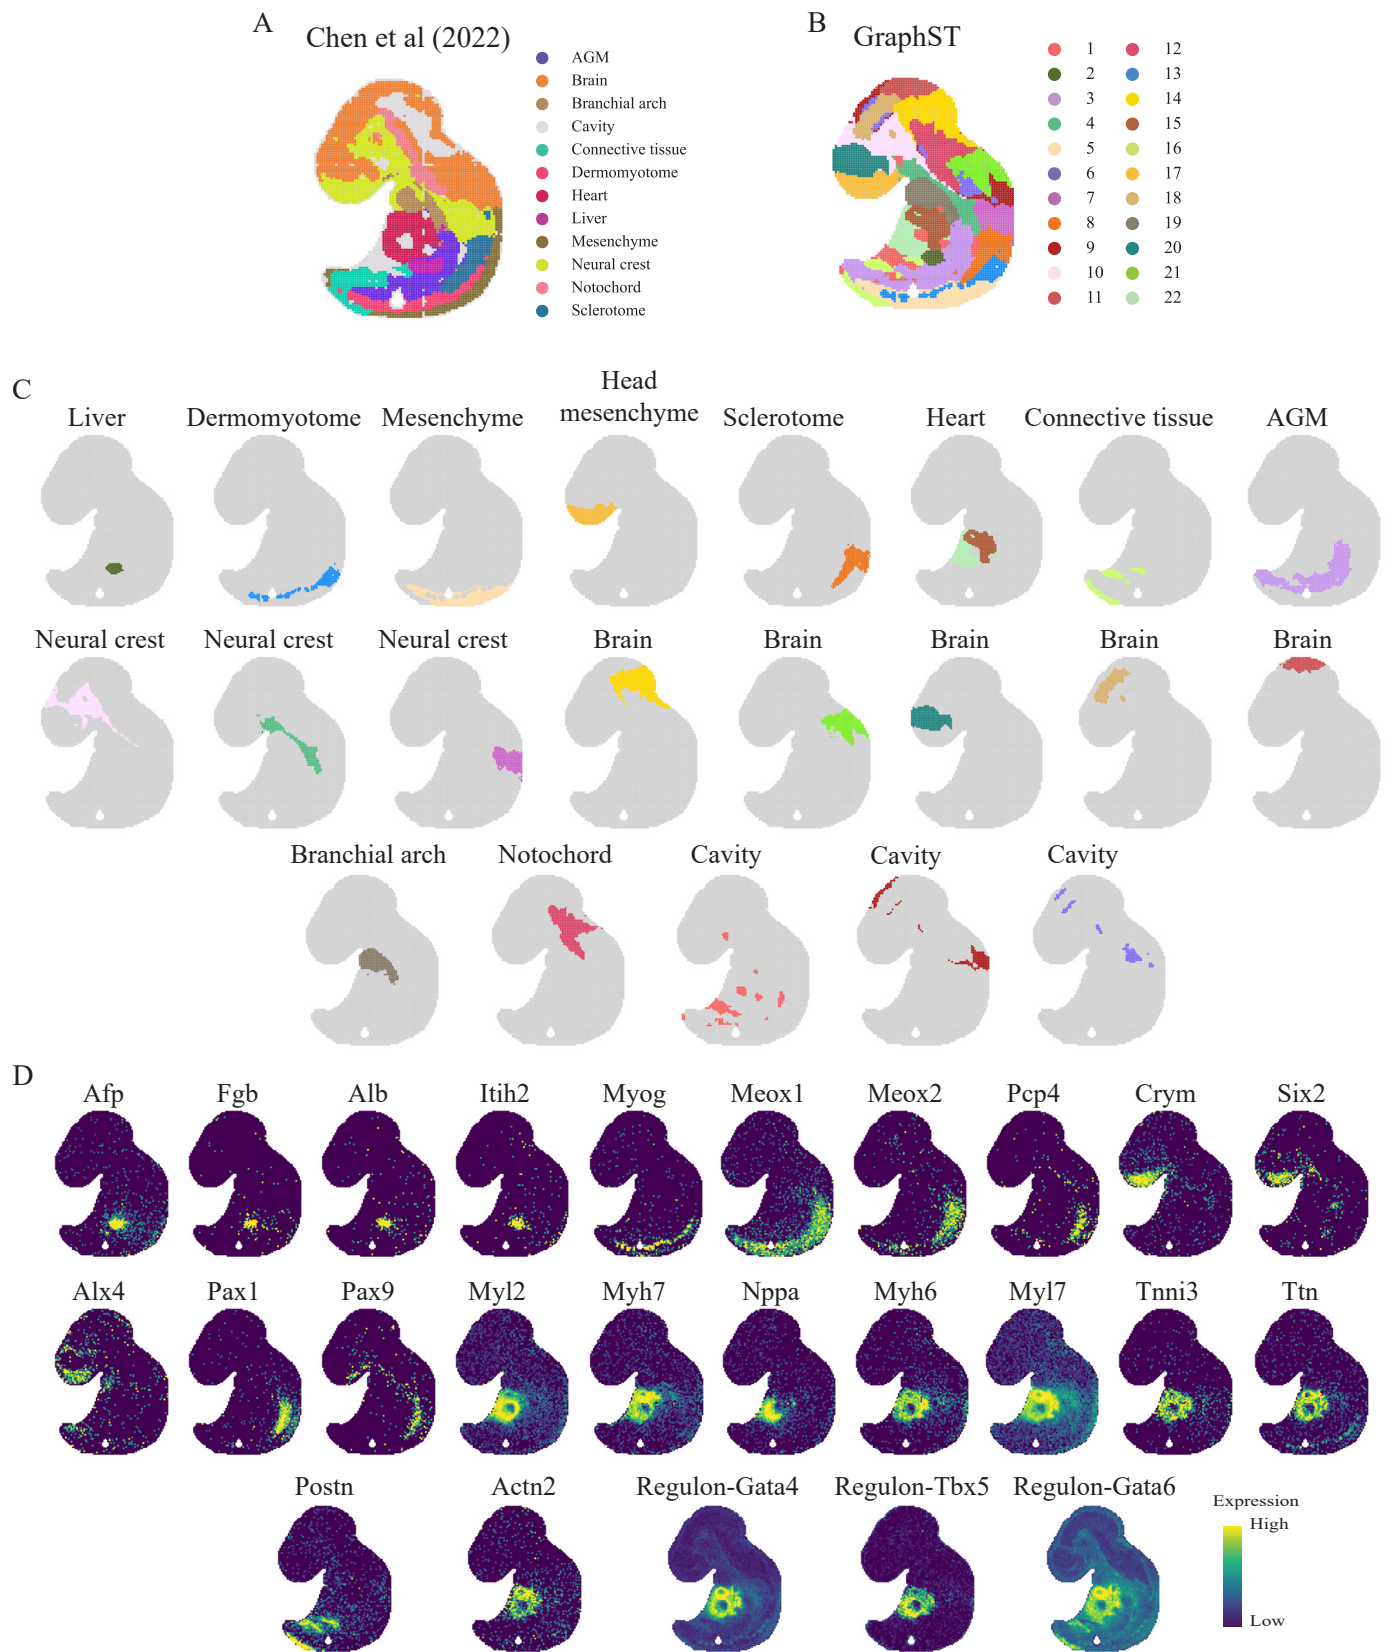 A
Chen et al (2022)
AGM
Brain
Branchial arch
Cavity
Connective tissue
Dermomyotome
Heart
Liver
Mesenchyme
Neural crest
Notochord
Sclerotome
B
GraphST
1 12
2 13
3 14
4 15
5 16
6 17
7 18
8 19
9 20
10 21
11 22
C
Liver Dermomyotome Mesenchyme Head mesenchyme Sclerotome Heart Connective tissue AGM
Neural crest Neural crest Neural crest Brain Brain Brain Brain Brain
Branchial arch Notochord Cavity Cavity Cavity
D
Afp Fgb Alb Itih2 Myog Meox1 Meox2 Pcp4 Crym Six2
Alx4 Pax1 Pax9 Myl2 Myh7 Nppa Myh6 Myl7 Tnni3 Ttn
Postn Actn2 Regulon-Gata4 Regulon-Tbx5 Regulon-Gata6
Expression
High
Low